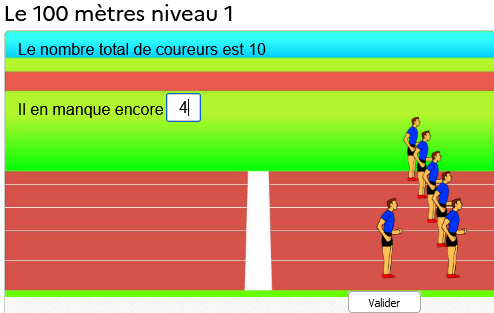 Le 100 mètres niveau 1
Le nombre total de coureurs est 10
Il en manque encore 4
Valider